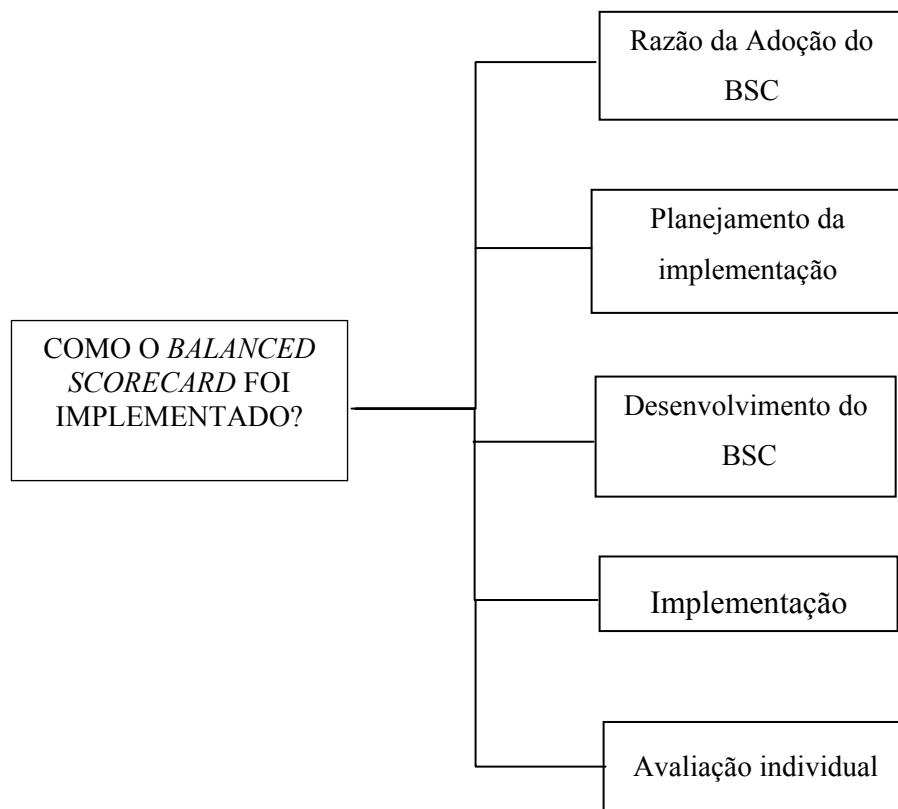 Razão da Adoção do
BSC
Planejamento da
implementação
COMO O BALANCED
SCORECARD FOI
IMPLEMENTADO?
Desenvolvimento do
BSC
Implementação
Avaliação individual